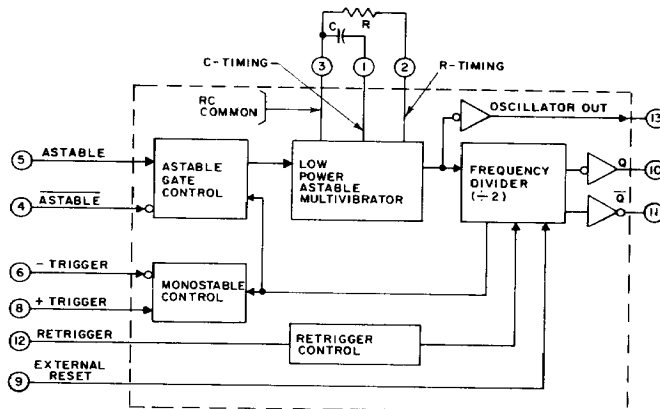 R
C
C-TIMING
3
1
2
R-TIMING
RC
COMMON
OSCILLATOR OUT
13
5
ASTABLE
ASTABLE
GATE
CONTROL
LOW
POWER
ASTABLE
MULTIVIBRATOR
FREQUENCY
DIVIDER
(÷2)
Q
10
4
A̅S̅T̅A̅B̅L̅E̅
Q̅
11
6
- TRIGGER
MONOSTABLE
CONTROL
8
+ TRIGGER
12
RETRIGGER
RETRIGGER
CONTROL
EXTERNAL
RESET
9